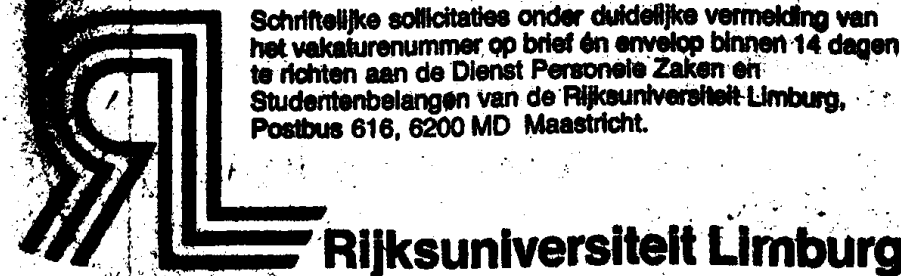 Schriftelijke sollicitaties onder duidelijke vermelding van
het vakaturenummer op brief én envelop binnen 14 dagen
te richten aan de Dienst Personele Zaken en
Studentenbelangen van de Rijksuniversiteit Limburg,
Postbus 616, 6200 MD Maastricht.
Rijksuniversiteit Limburg